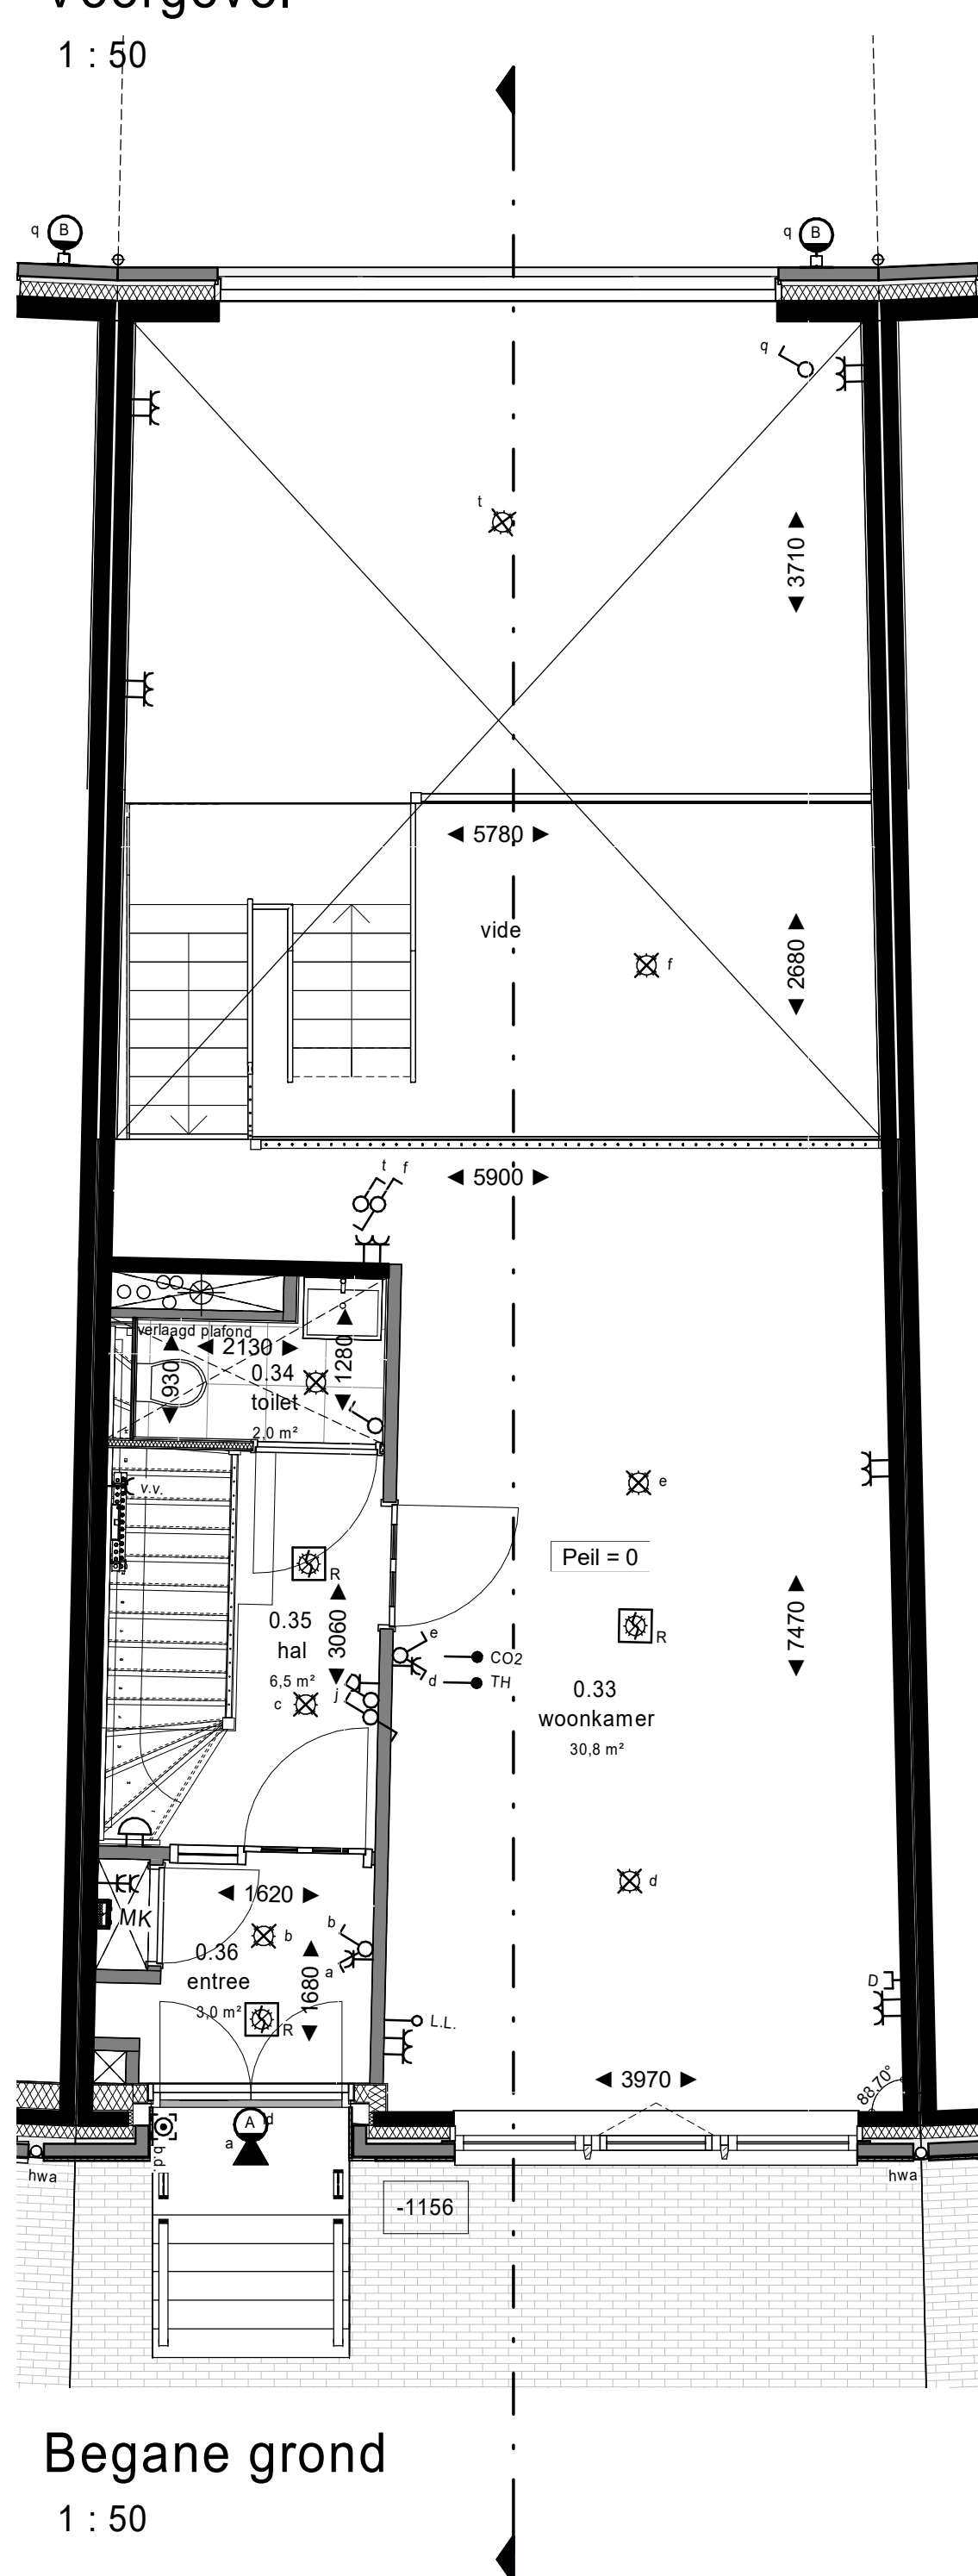 Voorgevel
1 : 50
q
B
q
B
q
t
3710
5780
vide
f
2680
t
f
5900
verlaagd plafond
2130
930
1280
0.34
toilet
2,0 m²
v.v.
e
R
Peil = 0
0.35
hal
6,5 m²
3060
R
7470
e
CO2
d
TH
c
j
0.33
woonkamer
30,8 m²
d
1620
MK
b
b
0.36
entree
3,0 m²
a
1680
R
D
L.L.
3970
88,70°
A
d
a
b.d.
hwa
hwa
-1156
Begane grond
1 : 50